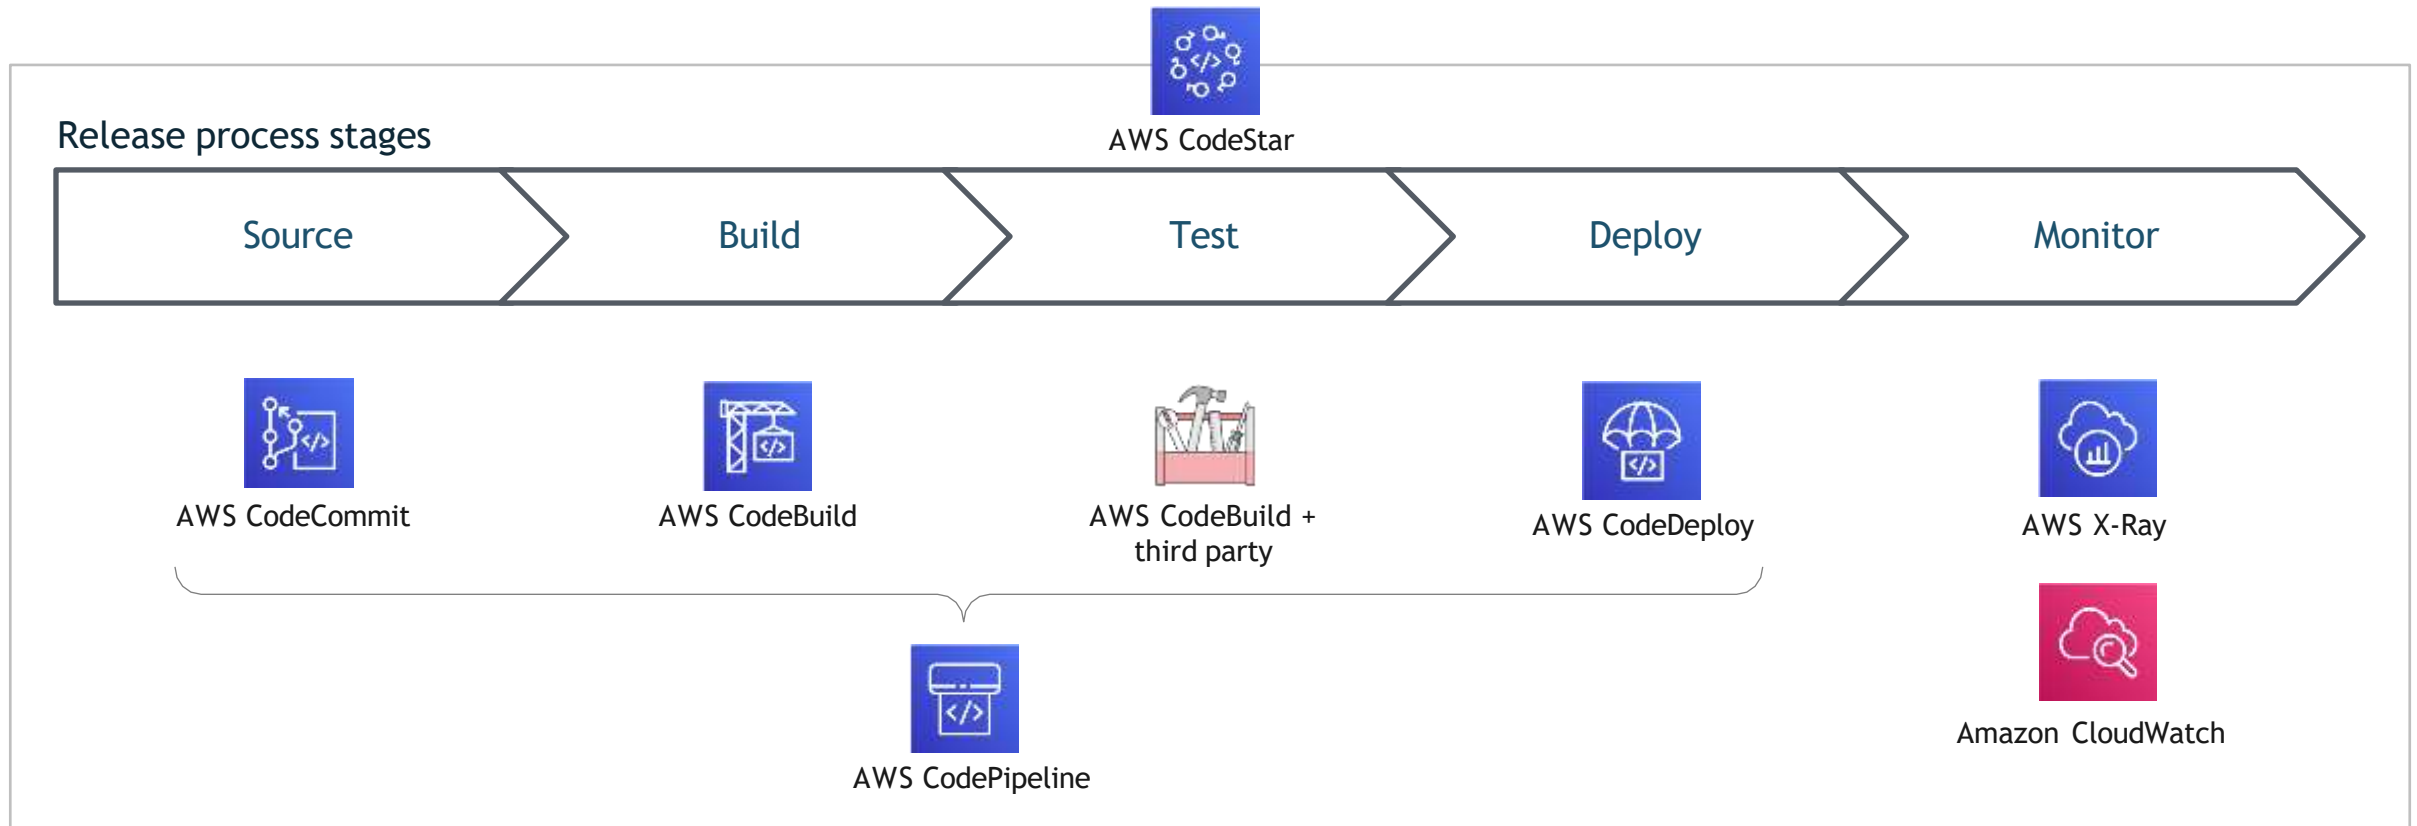 AWS CodeStar
Release process stages
Source
Build
Test
Deploy
Monitor
AWS CodeCommit
AWS CodeBuild
AWS CodeBuild +
third party
AWS CodeDeploy
AWS X-Ray
Amazon CloudWatch
AWS CodePipeline